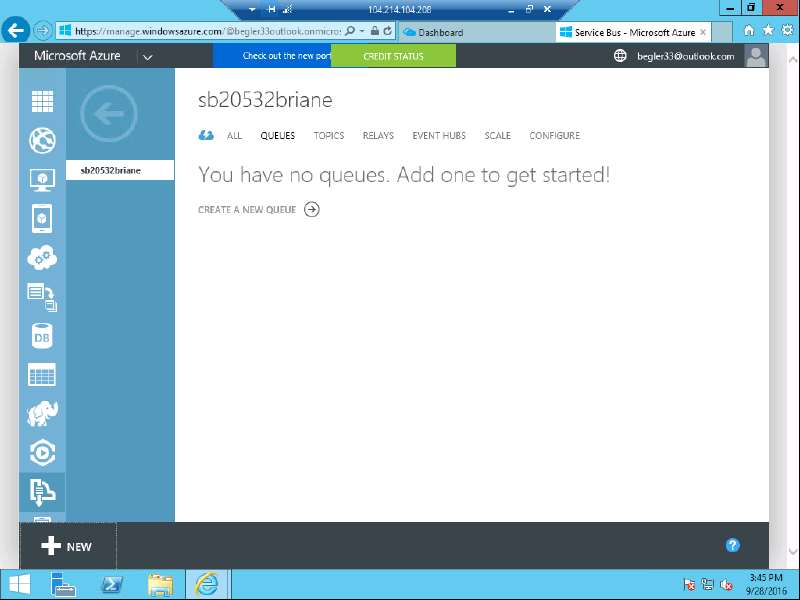 104.214.104.208
https://manage.windowsazure.com/@begler33outlook.onmicros
Dashboard
Service Bus - Microsoft Azure
Microsoft Azure
Check out the new port
CREDIT STATUS
begler33@outlook.com
sb20532briane
sb20532briane
ALL QUEUES TOPICS RELAYS EVENT HUBS SCALE CONFIGURE
You have no queues. Add one to get started!
CREATE A NEW QUEUE
DB
NEW
?
3:45 PM
9/28/2016